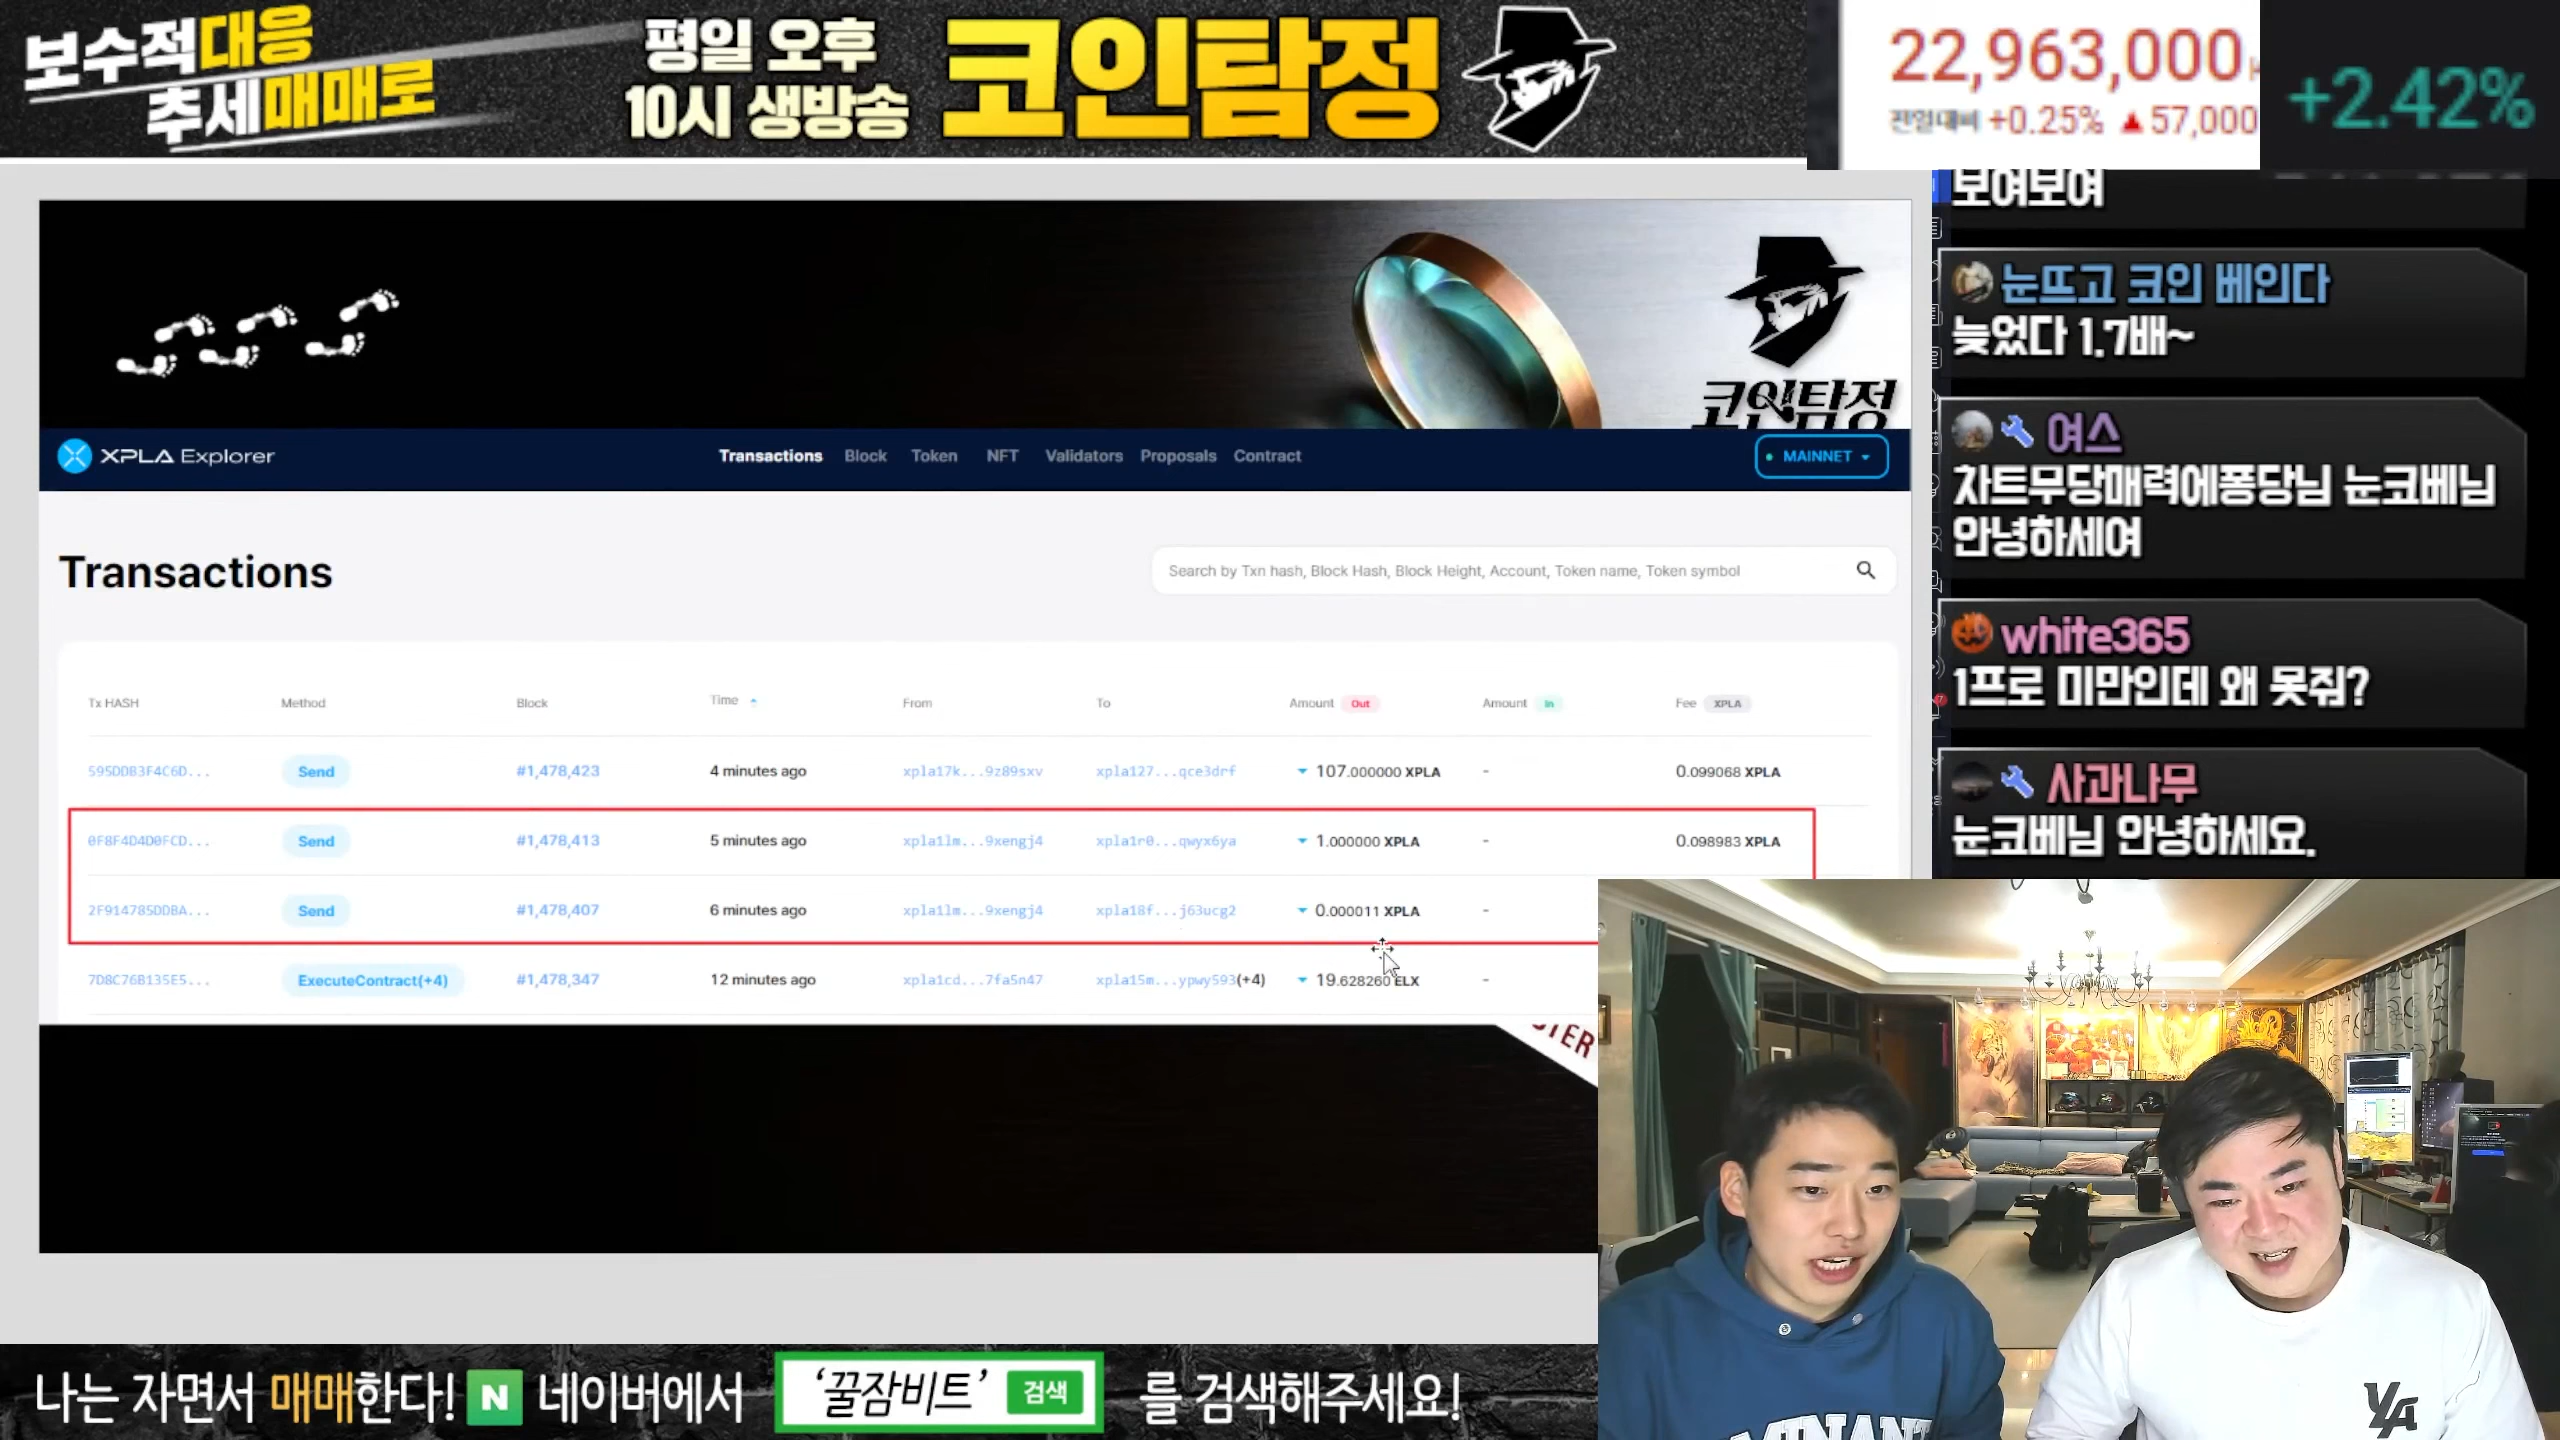 보수적대응
추세매매로
평일 오후
10시 생방송
코인탐정
22,963,000
전일대비 +0.25% ▲57,000
+2.42%
코인탐정
XPLA Explorer
Transactions Block Token NFT Validators Proposals Contract
MAINNET
Transactions
Search by Txn hash, Block Hash, Block Height, Account, Token name, Token symbol
Tx HASH Method Block Time From To Amount Out Amount In Fee XPLA
595DDB3F4C6D... Send #1,478,423 4 minutes ago xpla17k...9z89sxv xpla127...qce3drf 107.000000 XPLA - 0.099068 XPLA
0F8F4D4D0FCD... Send #1,478,413 5 minutes ago xpla1lm...9xengj4 xpla1r0...qwyx6ya 1.000000 XPLA - 0.098983 XPLA
2F914785DDBA... Send #1,478,407 6 minutes ago xpla1lm...9xengj4 xpla18f...j63ucg2 0.000011 XPLA -
7D8C76B135E5... ExecuteContract(+4) #1,478,347 12 minutes ago xpla1cd...7fa5n47 xpla15m...ypwy593(+4) 19.628260 ELX -
보여보여
눈뜨고 코인 베인다
늦었다 1.7배~
여스
차트무당매력에퐁당님 눈코베님
안녕하세여
white365
1프로 미만인데 왜 못줘?
사과나무
눈코베님 안녕하세요.
나는 자면서 매매한다! N 네이버에서 '꿀잠비트' 검색 를 검색해주세요!
YA